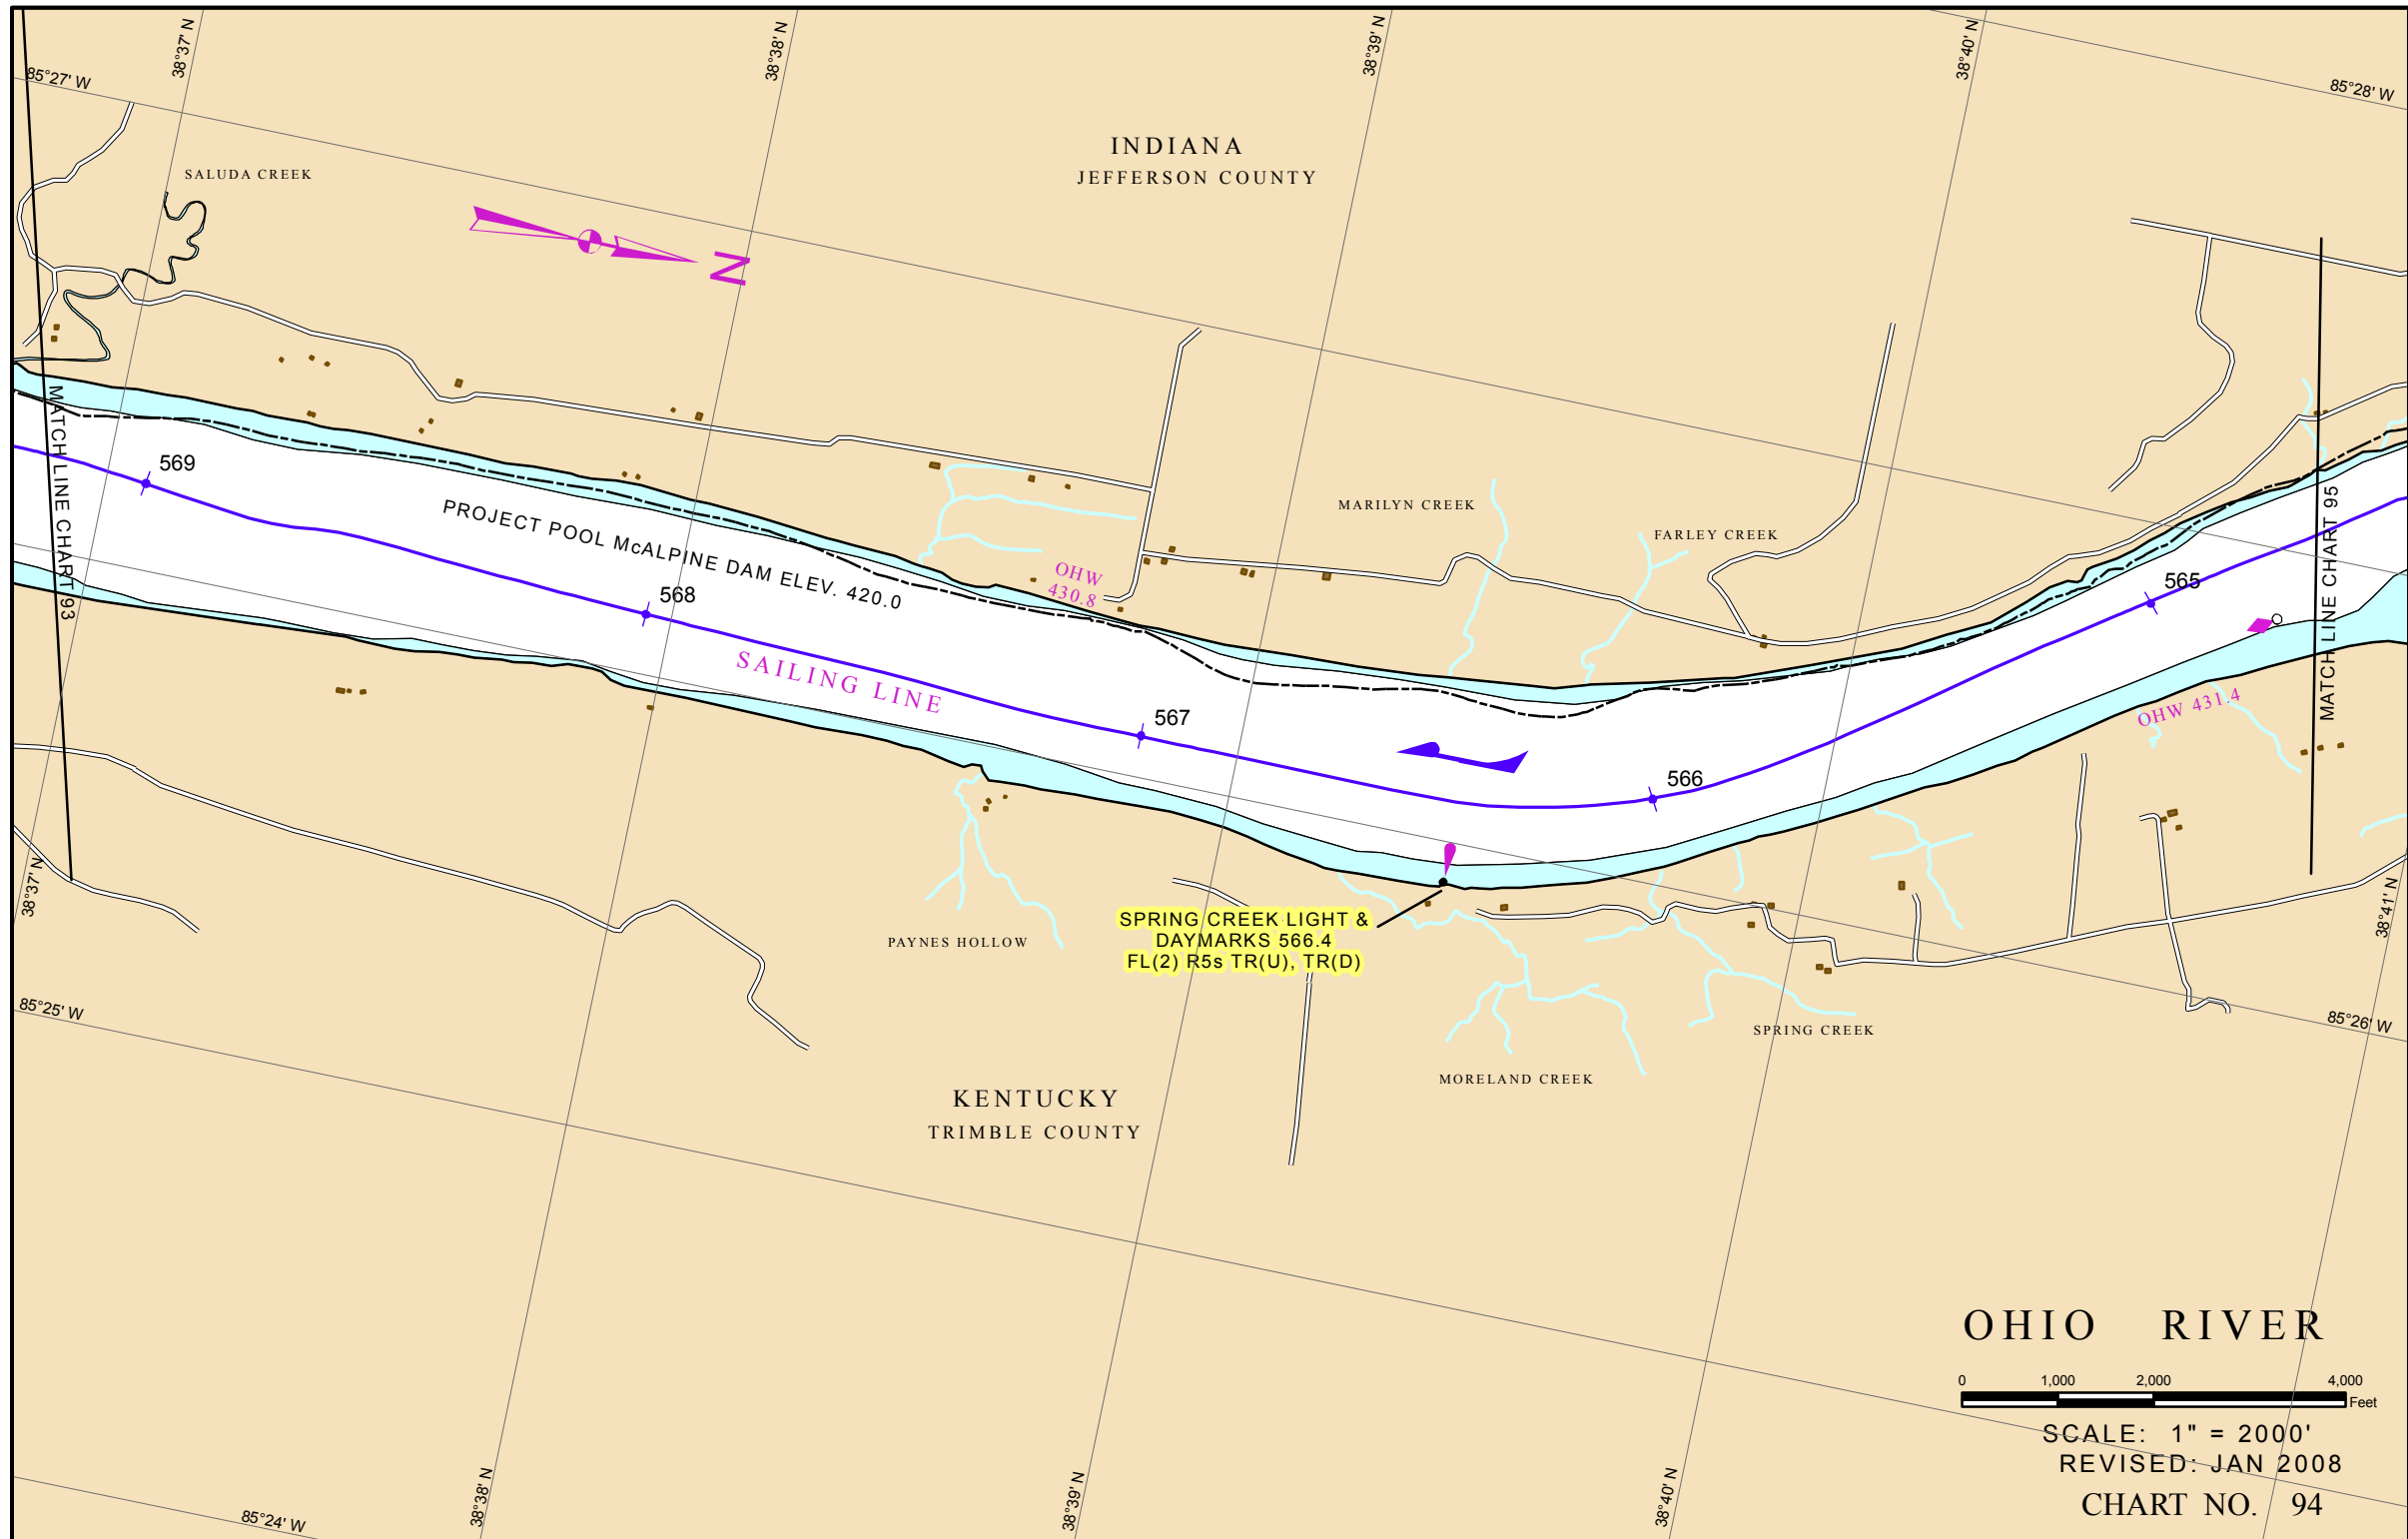 38°37' N
38°38' N
38°39' N
38°40' N
85°27' W
85°28' W
INDIANA
JEFFERSON COUNTY
SALUDA CREEK
N
MATCH LINE CHART 93
569
PROJECT POOL McALPINE DAM ELEV. 420.0
568
OHW
430.8
MARILYN CREEK
FARLEY CREEK
565
MATCH LINE CHART 95
SAILING LINE
567
566
OHW 431.4
38°37' N
SPRING CREEK LIGHT &
DAYMARKS 566.4
FL(2) R5s TR(U), TR(D)
PAYNES HOLLOW
38°41' N
85°25' W
85°26' W
SPRING CREEK
MORELAND CREEK
KENTUCKY
TRIMBLE COUNTY
38°38' N
38°39' N
38°40' N
85°24' W
OHIO RIVER
0 1,000 2,000 4,000
Feet
SCALE: 1" = 2000'
REVISED: JAN 2008
CHART NO. 94